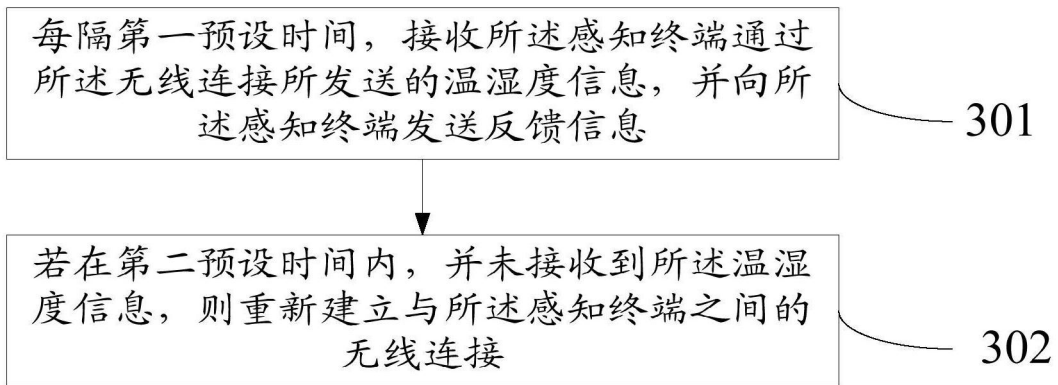 每隔第一预设时间，接收所述感知终端通过
所述无线连接所发送的温湿度信息，并向所
述感知终端发送反馈信息
301
若在第二预设时间内，并未接收到所述温湿
度信息，则重新建立与所述感知终端之间的
无线连接
302